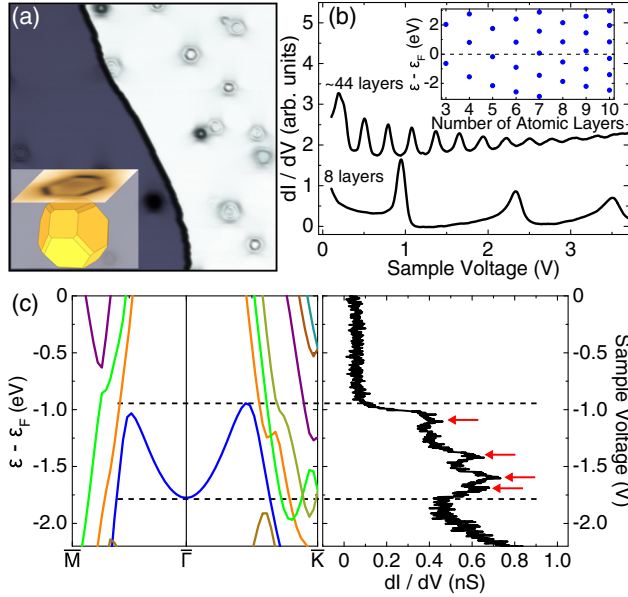 (a)
(b)
dI / dV (arb. units)
5
4
3
2
1
0
~44 layers
8 layers
0
1
2
3
Sample Voltage (V)
ε - εF (eV)
2
0
-2
3 4 5 6 7 8 9 10
Number of Atomic Layers
(c)
ε - εF (eV)
0
-0.5
-1.0
-1.5
-2.0
M̅ Γ̅ K̅
0 0.2 0.4 0.6 0.8 1.0
dI / dV (nS)
0
-0.5
-1.0
-1.5
-2.0
Sample Voltage (V)